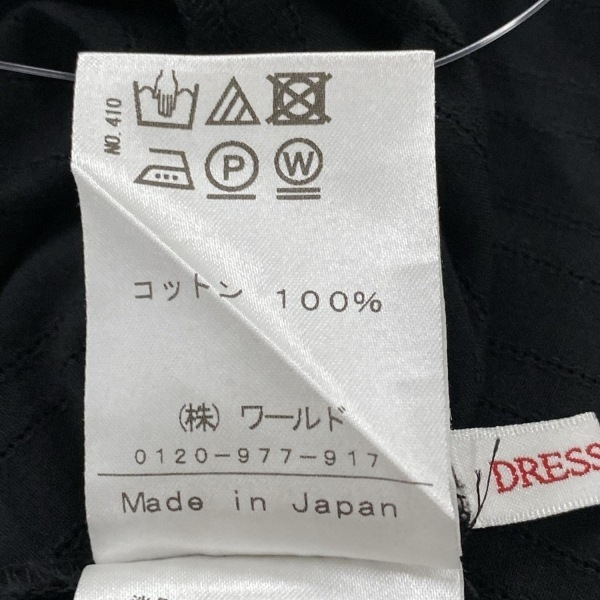 NO.410
P W
コットン 100%
(株) ワールド
0120-977-917
Made in Japan
DRESS